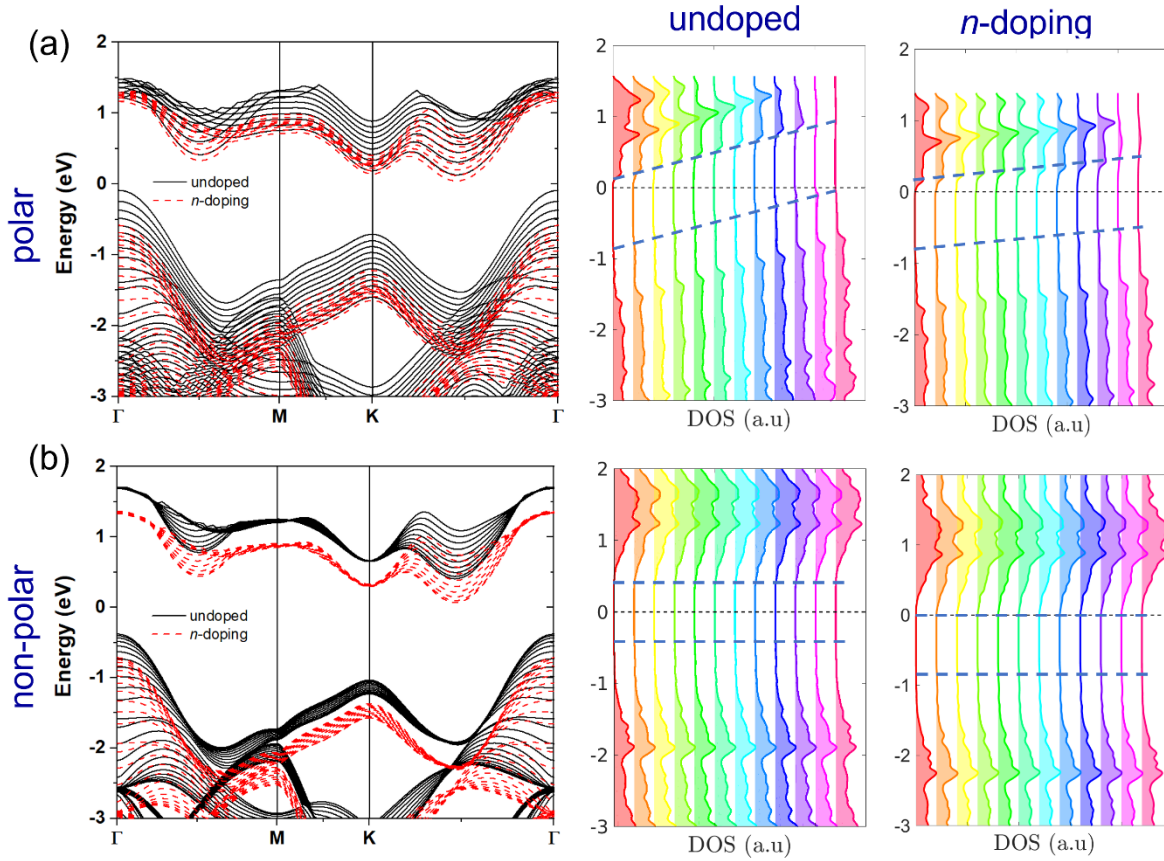 undoped
n-doping
(a)
polar
Energy (eV)
2
1
0
-1
-2
-3
undoped
n-doping
Γ
M
K
Γ
2
1
0
-1
-2
-3
DOS (a.u)
2
1
0
-1
-2
-3
DOS (a.u)
(b)
non-polar
Energy (eV)
2
1
0
-1
-2
-3
undoped
n-doping
Γ
M
K
Γ
2
1
0
-1
-2
-3
DOS (a.u)
2
1
0
-1
-2
-3
DOS (a.u)